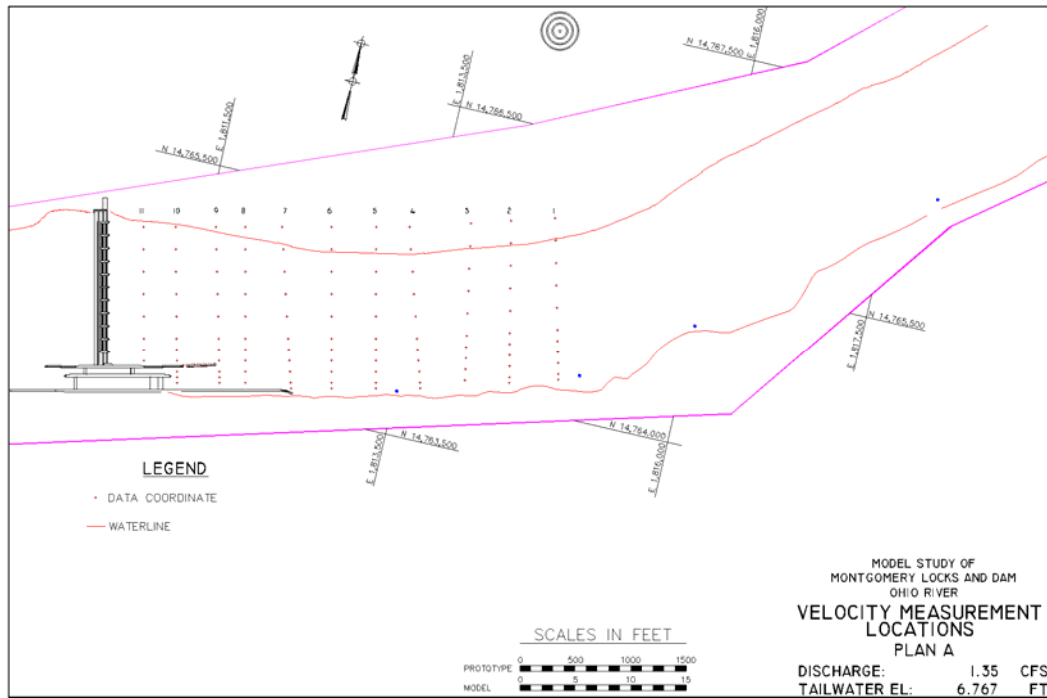 E 1,816,000
N 14,767,500
E 1,813,500
N 14,766,500
E 1,811,500
N 14,765,500
11 10 9 8 7 6 5 4 3 2 1
N 14,765,500
E 1,817,500
N 14,763,500
E 1,813,500
N 14,764,000
E 1,816,000
LEGEND
DATA COORDINATE
WATERLINE
MODEL STUDY OF
MONTGOMERY LOCKS AND DAM
OHIO RIVER
VELOCITY MEASUREMENT
LOCATIONS
PLAN A
DISCHARGE: 1.35 CFS
TAILWATER EL: 6.767 FT
SCALES IN FEET
0 500 1000 1500
PROTOTYPE
MODEL
0 5 10 15